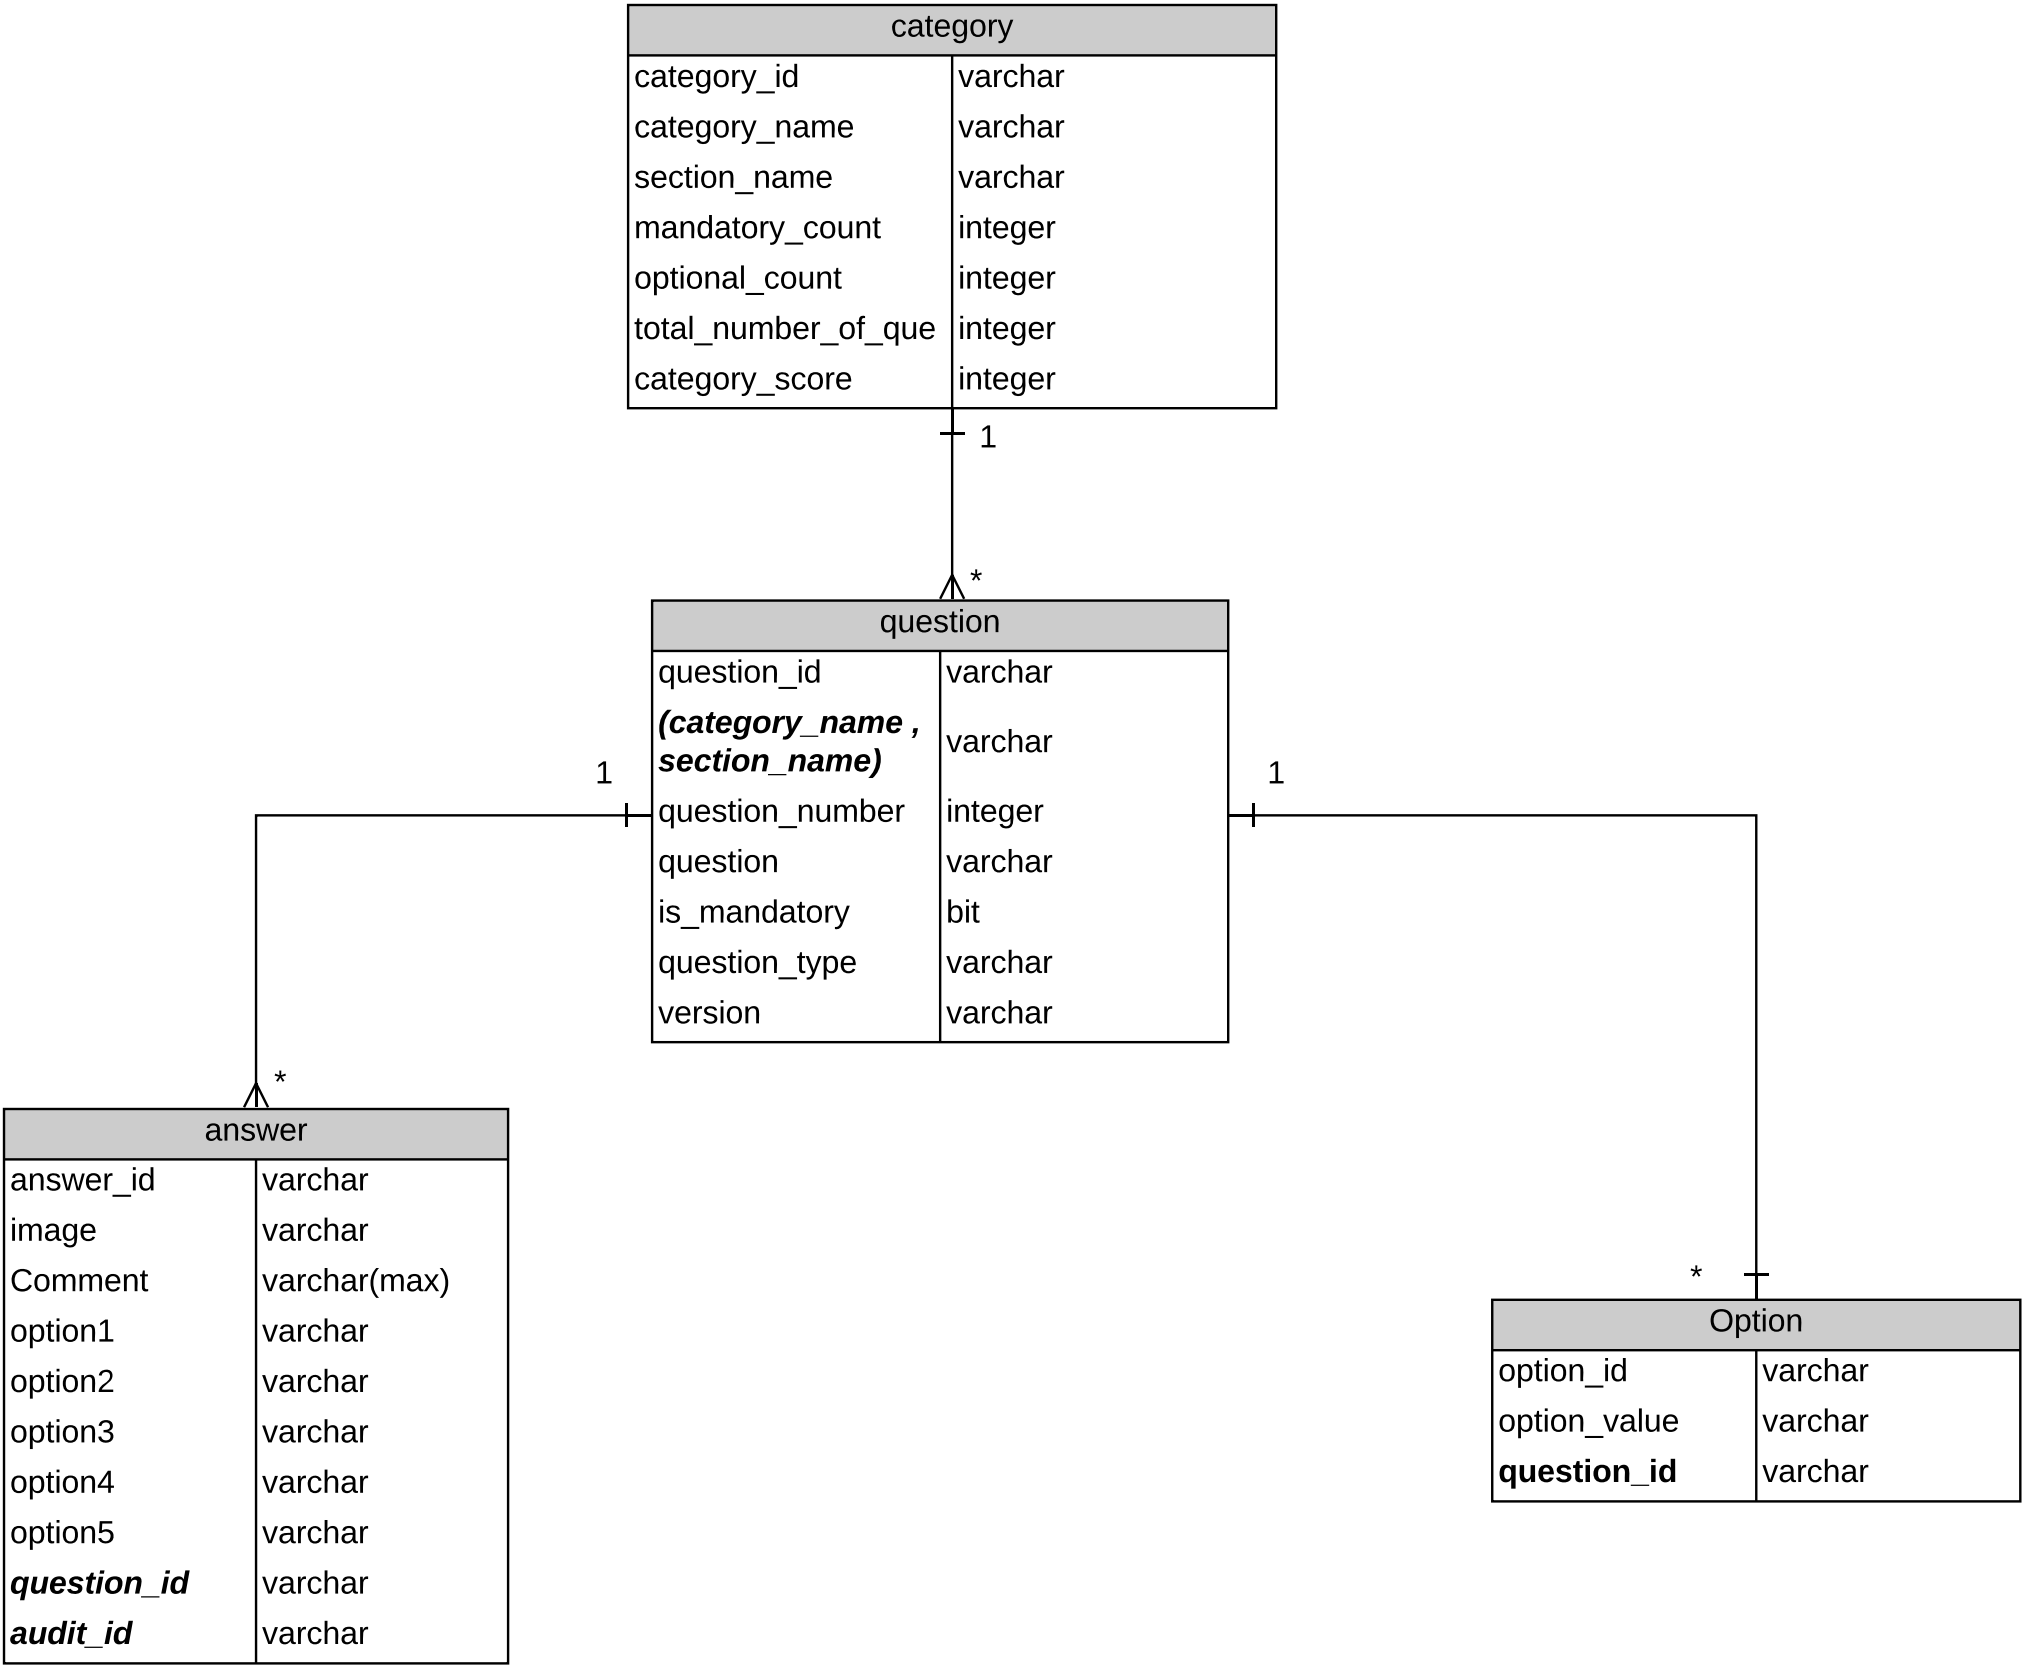 category
category_id varchar
category_name varchar
section_name varchar
mandatory_count integer
optional_count integer
total_number_of_que integer
category_score integer
1
*
question
question_id varchar
(category_name ,
section_name) varchar
question_number integer
question varchar
is_mandatory bit
question_type varchar
version varchar
1
1
*
answer
answer_id varchar
image varchar
Comment varchar(max)
option1 varchar
option2 varchar
option3 varchar
option4 varchar
option5 varchar
question_id varchar
audit_id varchar
*
Option
option_id varchar
option_value varchar
question_id varchar